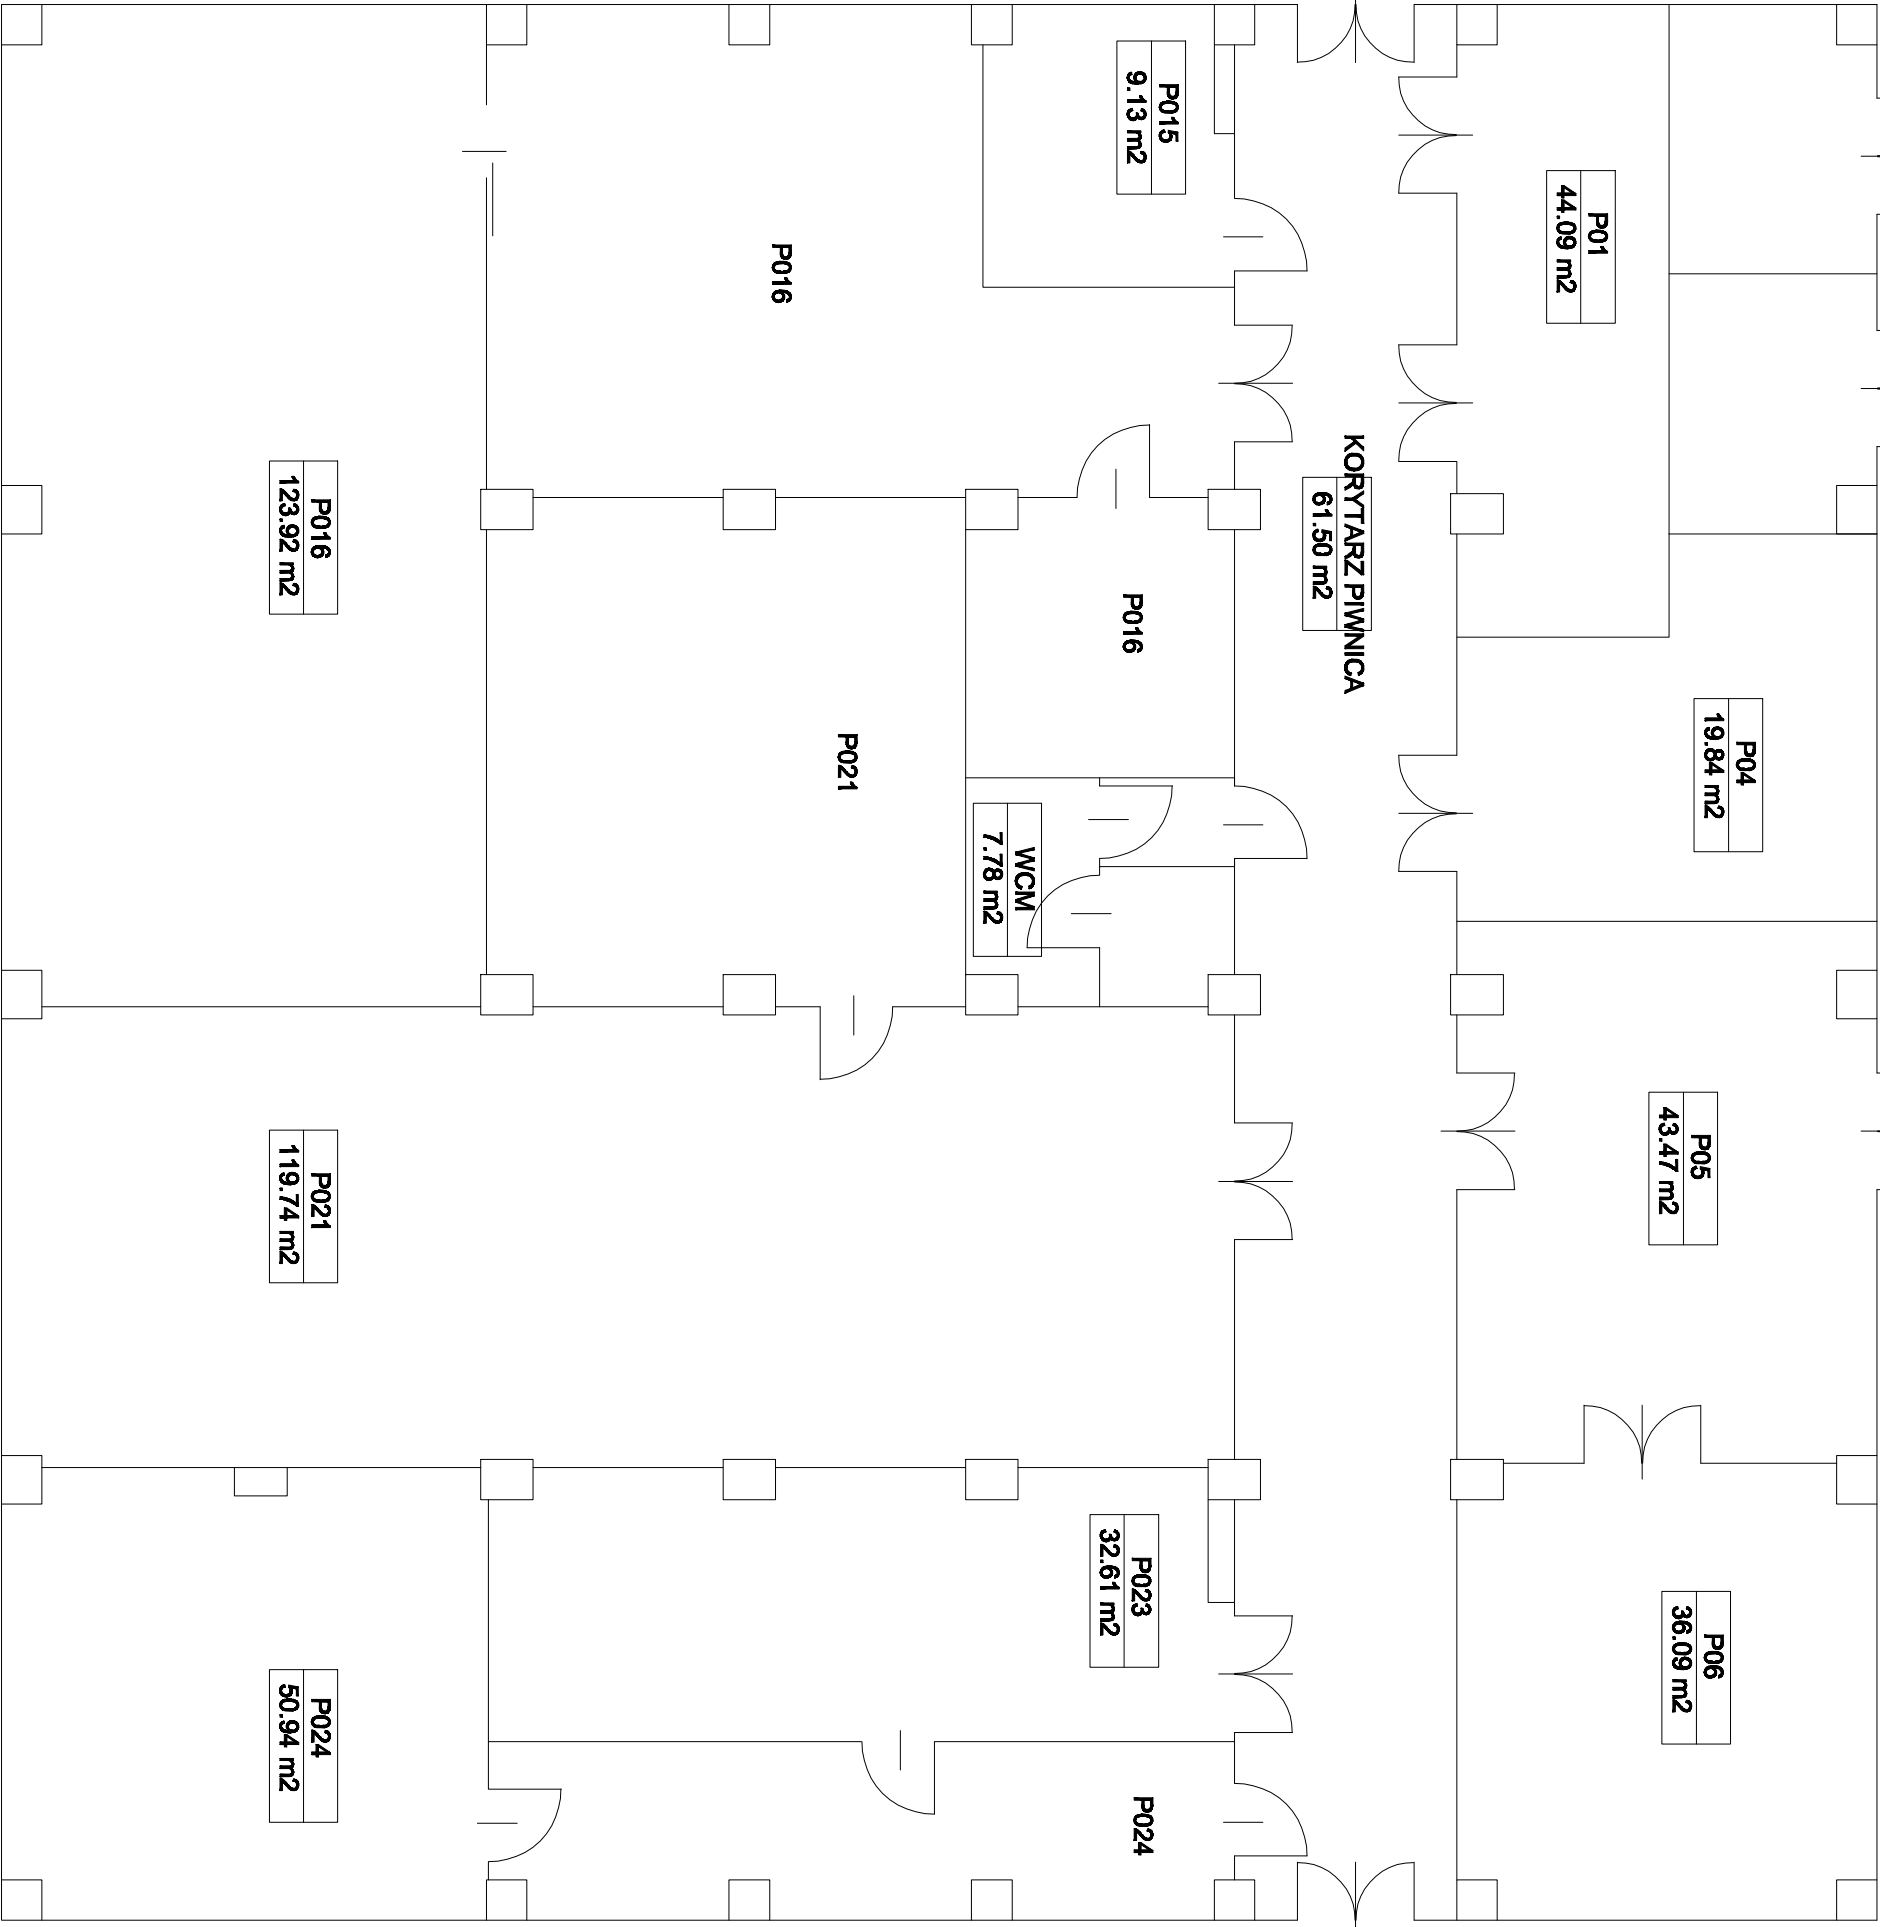 P015
9.13 m2
P01
44.09 m2
P016
KORYTARZ PIWNICA
61.50 m2
P016
123.92 m2
P016
P04
19.84 m2
P021
WCM
7.78 m2
P05
43.47 m2
P021
119.74 m2
P023
32.61 m2
P06
36.09 m2
P024
50.94 m2
P024